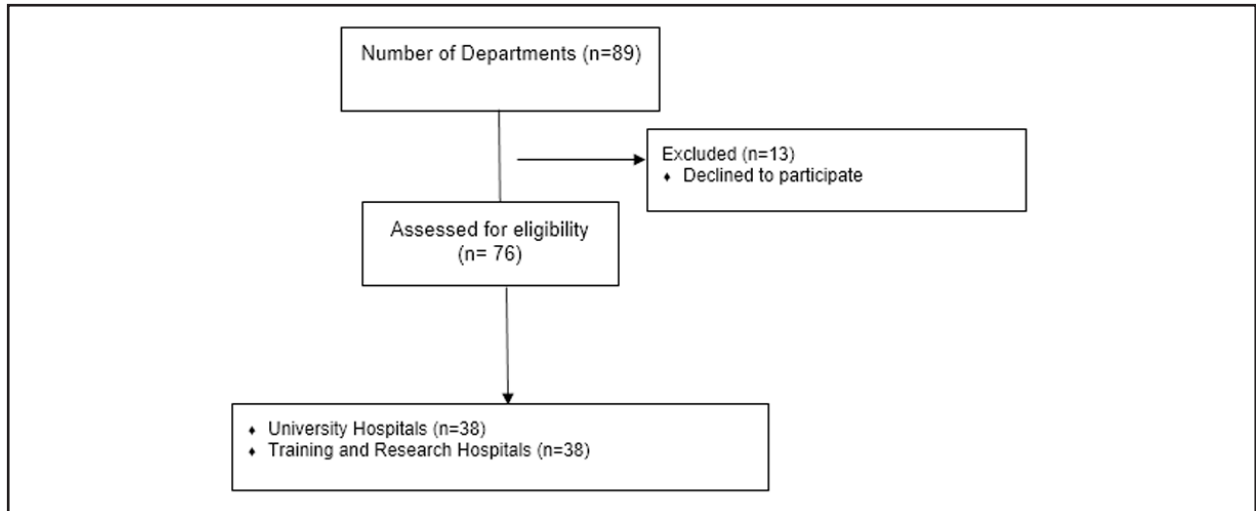 Number of Departments (n=89)
Excluded (n=13)
♦ Declined to participate
Assessed for eligibility
(n= 76)
♦ University Hospitals (n=38)
♦ Training and Research Hospitals (n=38)